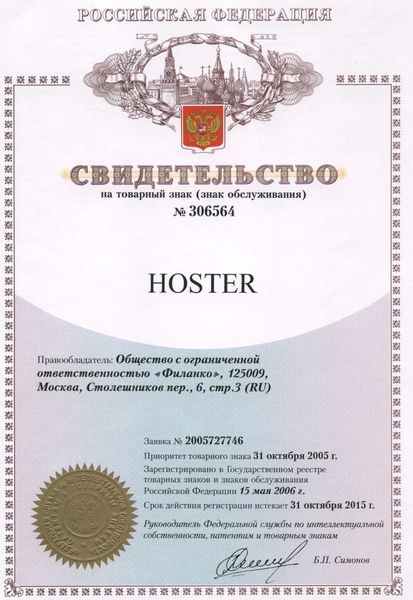 РОССИЙСКАЯ ФЕДЕРАЦИЯ
СВИДЕТЕЛЬСТВО
на товарный знак (знак обслуживания)
№ 306564
HOSTER
Правообладатель: Общество с ограниченной
ответственностью «Филанко», 125009,
Москва, Столешников пер., 6, стр.3 (RU)
Заявка № 2005727746
Приоритет товарного знака 31 октября 2005 г.
Зарегистрировано в Государственном реестре
товарных знаков и знаков обслуживания
Российской Федерации 15 мая 2006 г.
Срок действия регистрации истекает 31 октября 2015 г.
Руководитель Федеральной службы по интеллектуальной
собственности, патентам и товарным знакам
Б.П. Симонов